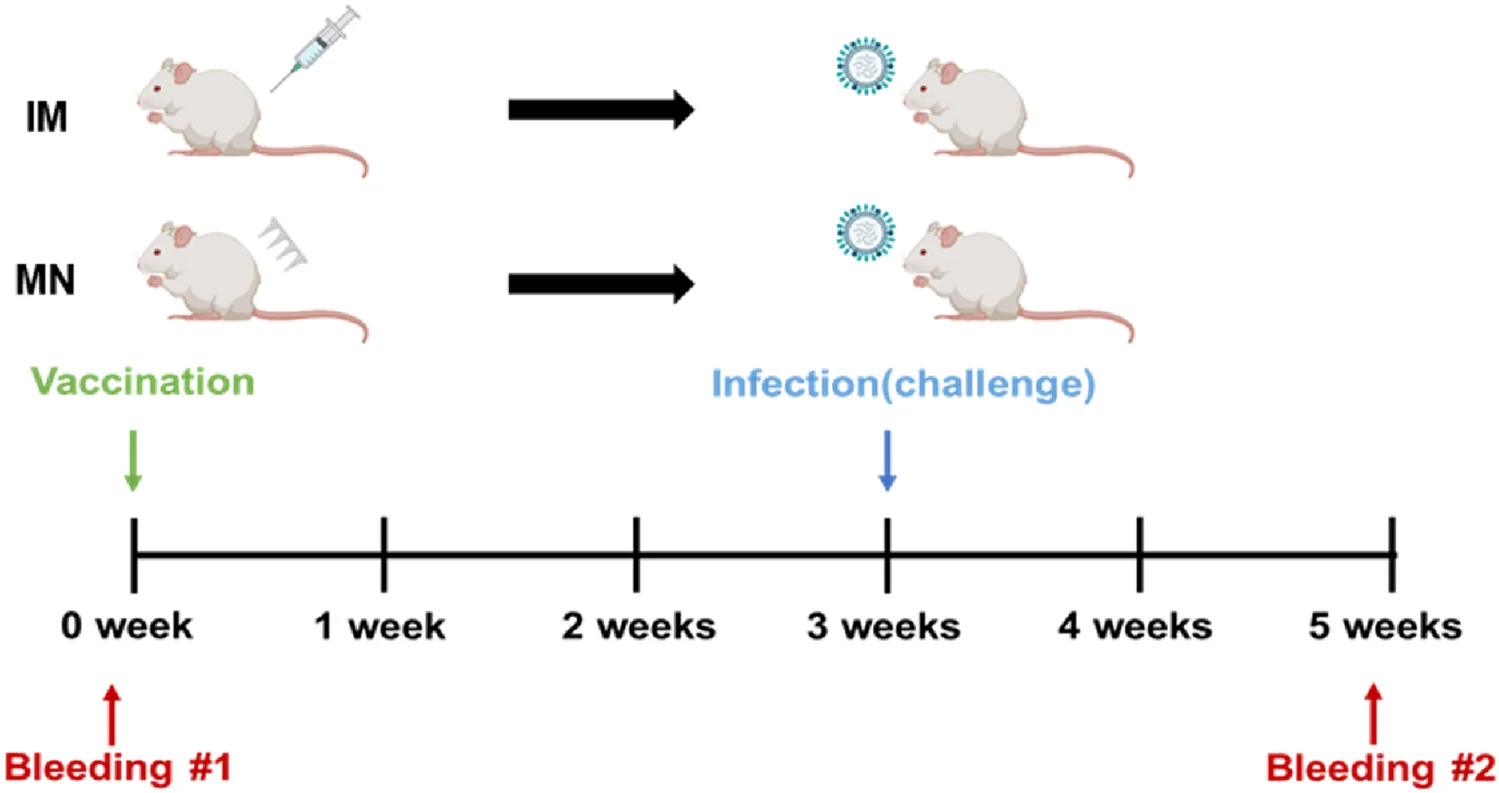 IM
MN
Vaccination
Infection(challenge)
0 week
1 week
2 weeks
3 weeks
4 weeks
5 weeks
Bleeding #1
Bleeding #2